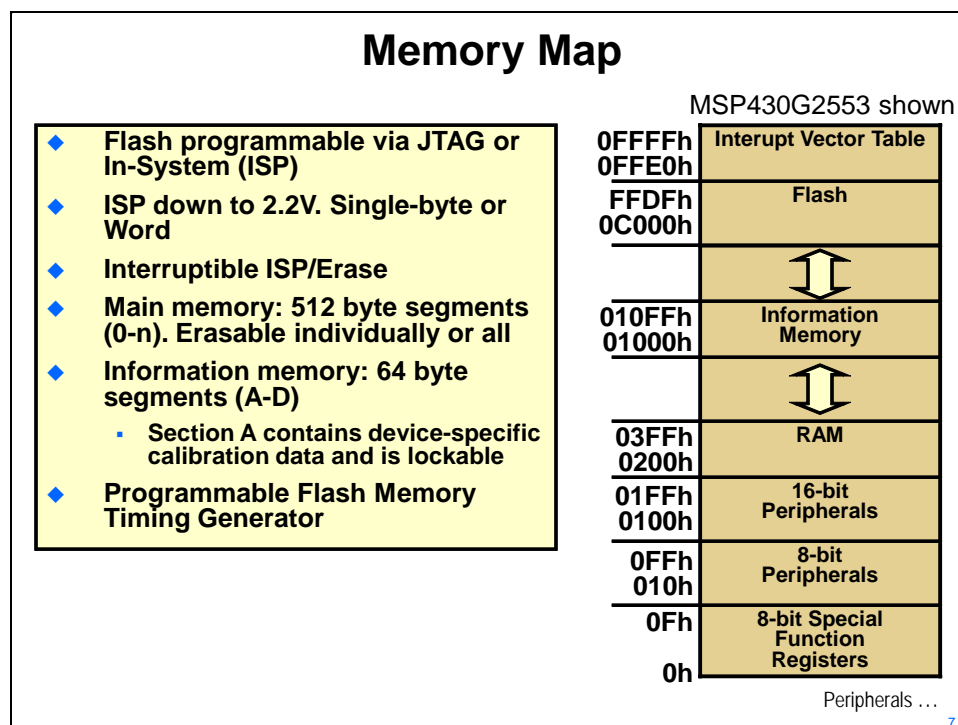 Memory Map
MSP430G2553 shown
Flash programmable via JTAG or
In-System (ISP)
ISP down to 2.2V. Single-byte or
Word
Interruptible ISP/Erase
Main memory: 512 byte segments
(0-n). Erasable individually or all
Information memory: 64 byte
segments (A-D)
Section A contains device-specific
calibration data and is lockable
Programmable Flash Memory
Timing Generator
0FFFFh
0FFE0h
Interupt Vector Table
FFDFh
0C000h
Flash
010FFh
01000h
Information
Memory
03FFh
0200h
RAM
01FFh
0100h
16-bit
Peripherals
0FFh
010h
8-bit
Peripherals
0Fh
0h
8-bit Special
Function
Registers
Peripherals …
7